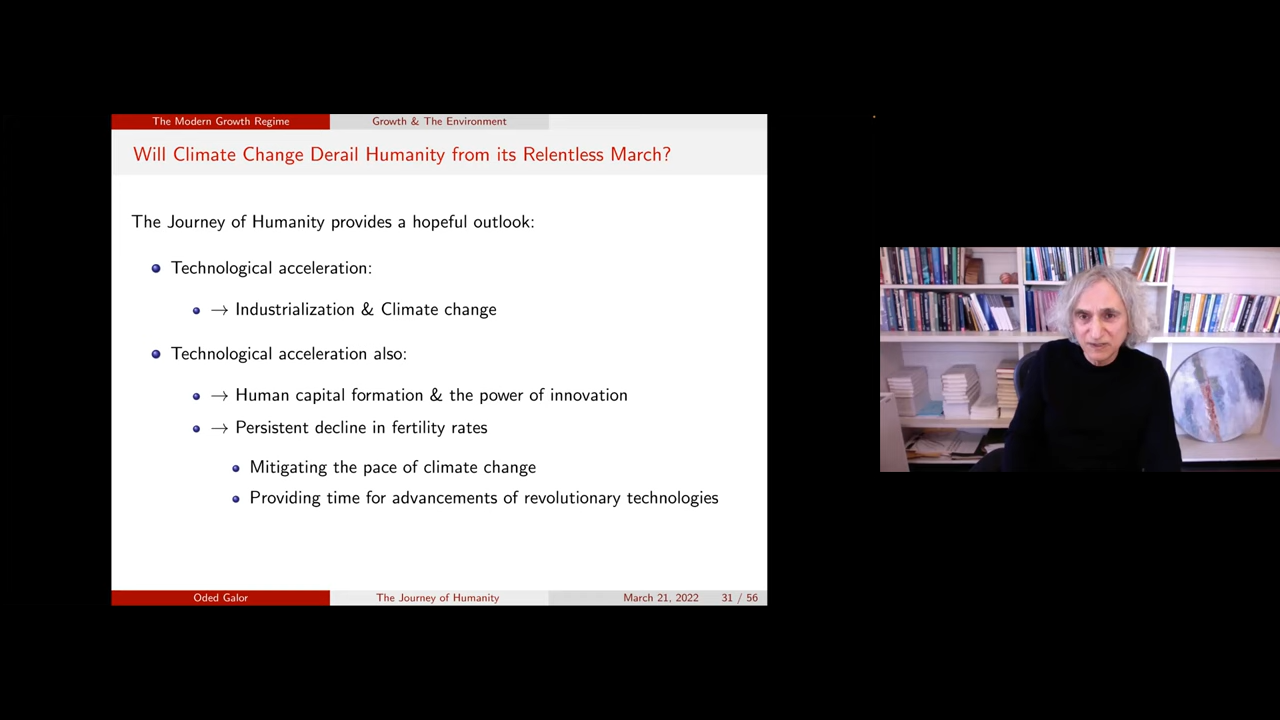 The Modern Growth Regime
Growth & The Environment
Will Climate Change Derail Humanity from its Relentless March?
The Journey of Humanity provides a hopeful outlook:
Technological acceleration:
→ Industrialization & Climate change
Technological acceleration also:
→ Human capital formation & the power of innovation
→ Persistent decline in fertility rates
Mitigating the pace of climate change
Providing time for advancements of revolutionary technologies
Oded Galor
The Journey of Humanity
March 21, 2022
31 / 56